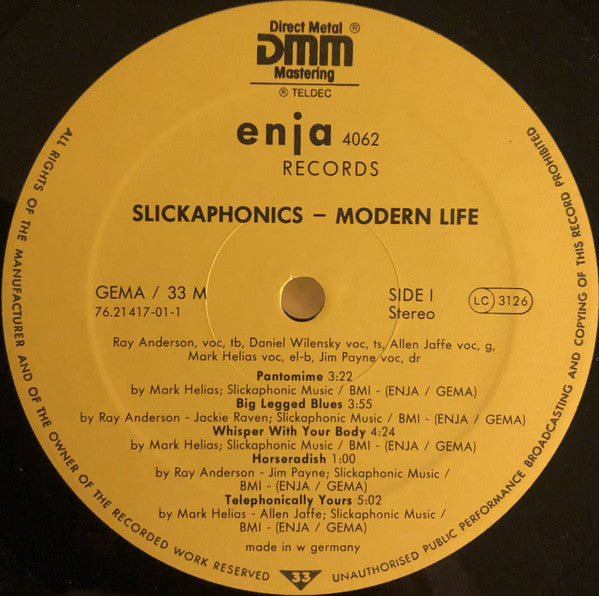 Direct Metal ®
DMM
Mastering
® TELDEC
enja 4062
RECORDS
SLICKAPHONICS – MODERN LIFE
GEMA / 33 M
76.21417-01-1
SIDE I
Stereo
LC 3126
Ray Anderson, voc, tb, Daniel Wilensky voc, ts, Allen Jaffe voc, g,
Mark Helias voc, el-b, Jim Payne voc, dr
Pantomime 3:22
by Mark Helias; Slickaphonic Music / BMI - (ENJA / GEMA)
Big Legged Blues 3:55
by Ray Anderson - Jackie Raven; Slickaphonic Music / BMI - (ENJA / GEMA)
Whisper With Your Body 4:24
by Mark Helias; Slickaphonic Music / BMI - (ENJA / GEMA)
Horseradish 1:00
by Ray Anderson - Jim Payne; Slickaphonic Music /
BMI - (ENJA / GEMA)
Telephonically Yours 5:02
by Mark Helias - Allen Jaffe; Slickaphonic Music /
BMI - (ENJA / GEMA)
made in w germany
33
ALL RIGHTS OF THE MANUFACTURER AND OF THE OWNER OF THE RECORDED WORK RESERVED
UNAUTHORISED PUBLIC PERFORMANCE BROADCASTING AND COPYING OF THIS RECORD PROHIBITED